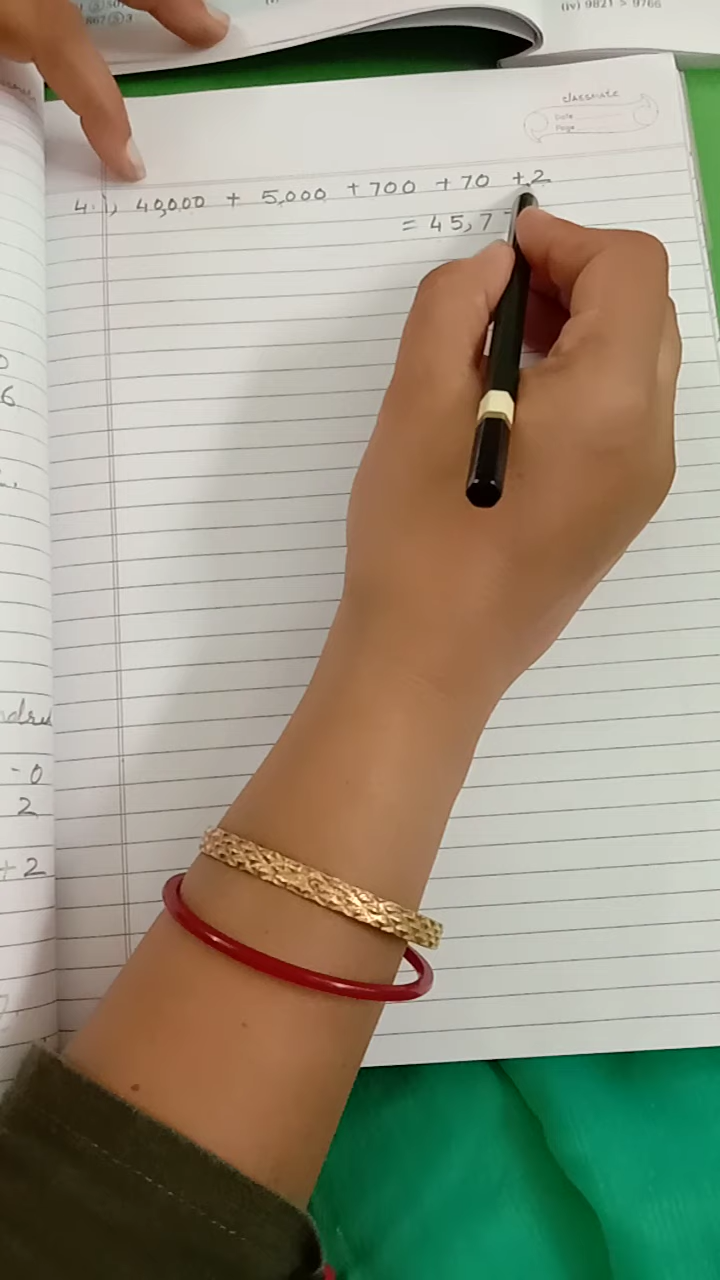 (iv) 9821 > 9766
classmate
Date
Page
4.i) 40,000 + 5,000 + 700 + 70 + 2
= 45,7
6
- 0
2
+ 2